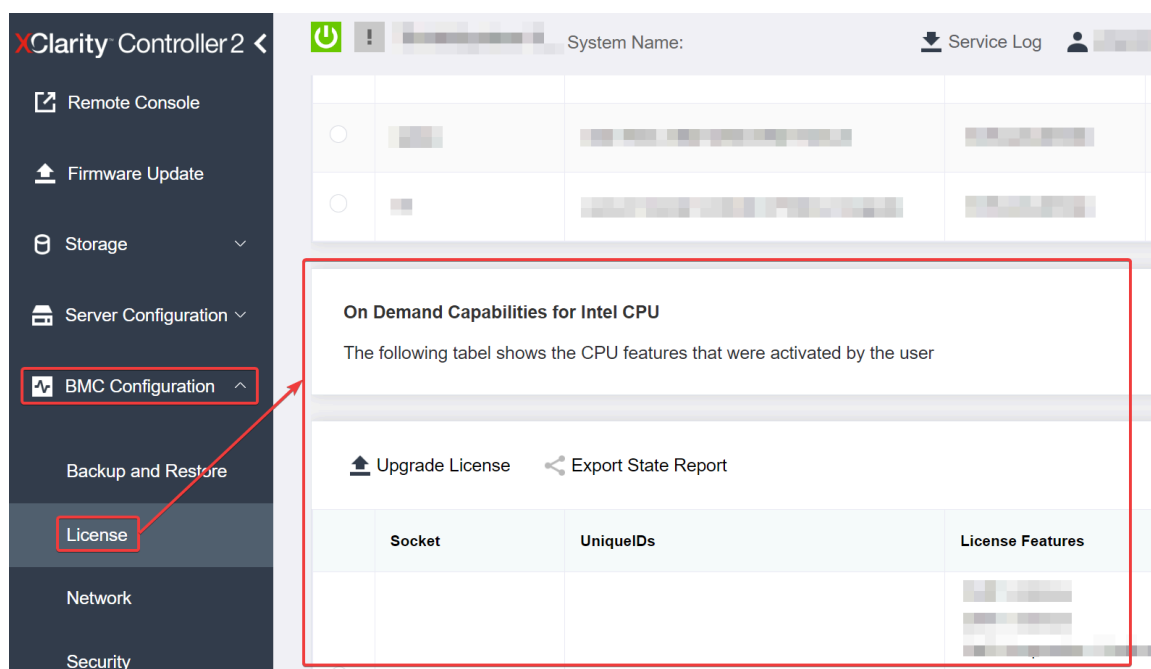 XClarity Controller 2
System Name:
Service Log
Remote Console
Firmware Update
Storage
Server Configuration
BMC Configuration
Backup and Restore
License
Network
Security
On Demand Capabilities for Intel CPU
The following tabel shows the CPU features that were activated by the user
Upgrade License
Export State Report
Socket
UniqueIDs
License Features